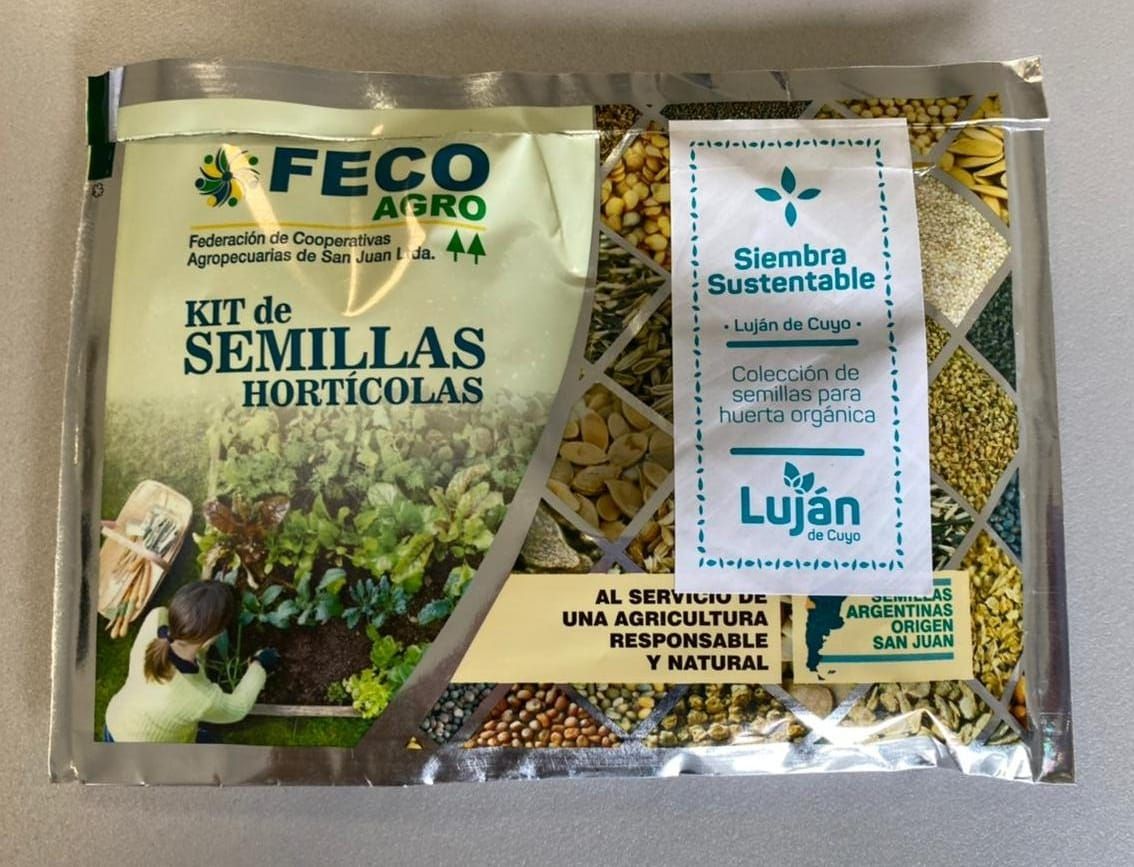 FECO
AGRO
Federación de Cooperativas
Agropecuarias de San Juan Ltda.
KIT de
SEMILLAS
HORTÍCOLAS
Siembra
Sustentable
• Luján de Cuyo •
Colección de
semillas para
huerta orgánica
Luján
de Cuyo
AL SERVICIO DE
UNA AGRICULTURA
RESPONSABLE
Y NATURAL
SEMILLAS
ARGENTINAS
ORIGEN
SAN JUAN